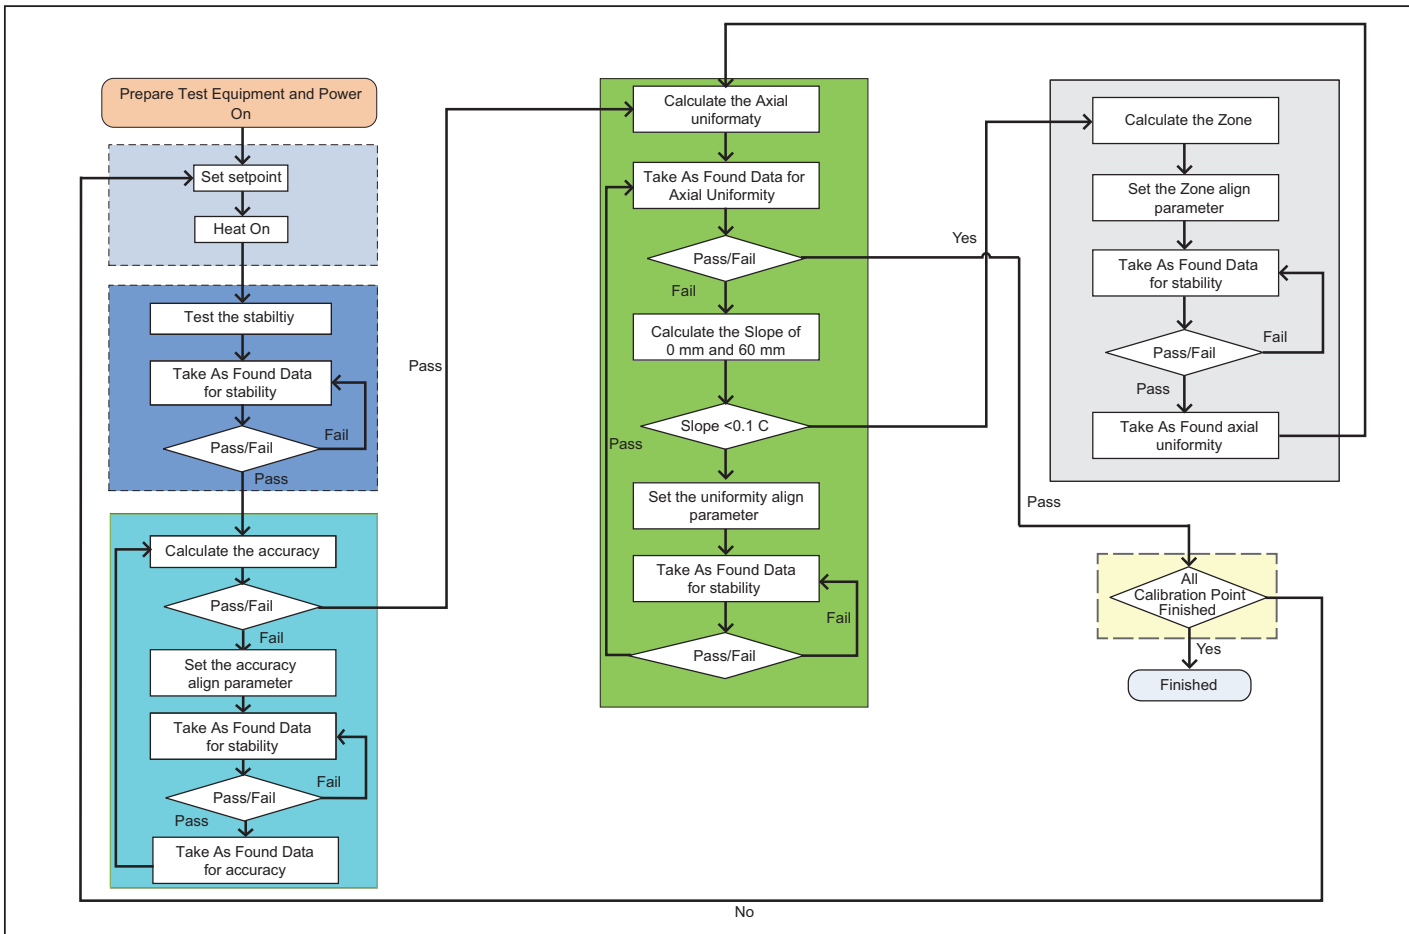 Prepare Test Equipment and Power
On
Set setpoint
Heat On
Test the stabiltiy
Take As Found Data
for stability
Pass/Fail
Fail
Pass
Calculate the accuracy
Pass/Fail
Fail
Set the accuracy
align parameter
Take As Found Data
for stability
Fail
Pass/Fail
Pass
Take As Found Data
for accuracy
Pass
Calculate the Axial
uniformaty
Take As Found Data for
Axial Uniformity
Pass/Fail
Fail
Calculate the Slope of
0 mm and 60 mm
Slope <0.1 C
Pass
Set the uniformity align
parameter
Take As Found Data
for stability
Fail
Pass/Fail
Yes
Calculate the Zone
Set the Zone align
parameter
Take As Found Data
for stability
Fail
Pass/Fail
Pass
Take As Found axial
uniformity
Pass
All
Calibration Point
Finished
Yes
Finished
No